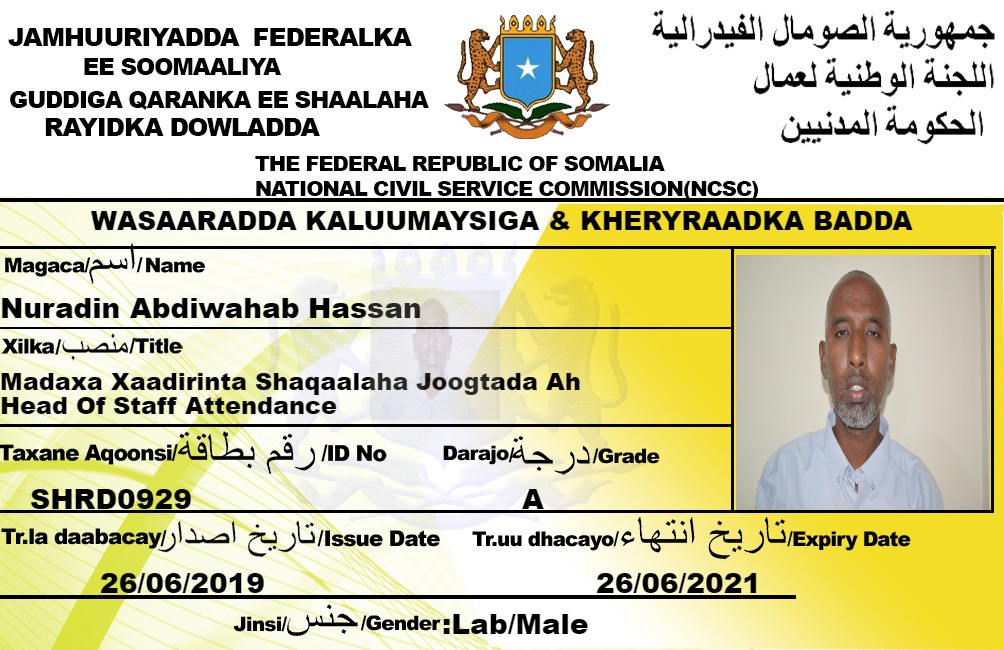 JAMHUURIYADDA FEDERALKA
EE SOOMAALIYA
GUDDIGA QARANKA EE SHAALAHA
RAYIDKA DOWLADDA
جمهورية الصومال الفيدرالية
اللجنة الوطنية لعمال
الحكومة المدنيين
THE FEDERAL REPUBLIC OF SOMALIA
NATIONAL CIVIL SERVICE COMMISSION(NCSC)
WASAARADDA KALUUMAYSIGA & KHERYRAADKA BADDA
Magaca/اسم/Name
Nuradin Abdiwahab Hassan
Xilka/منصب/Title
Madaxa Xaadirinta Shaqaalaha Joogtada Ah
Head Of Staff Attendance
Taxane Aqoonsi/رقم بطاقة/ID No
SHRD0929
Darajo/درجة/Grade
A
Tr.la daabacay/تاريخ اصدار/Issue Date
26/06/2019
Tr.uu dhacayo/تاريخ انتهاء/Expiry Date
26/06/2021
Jinsi/جنس/Gender:Lab/Male